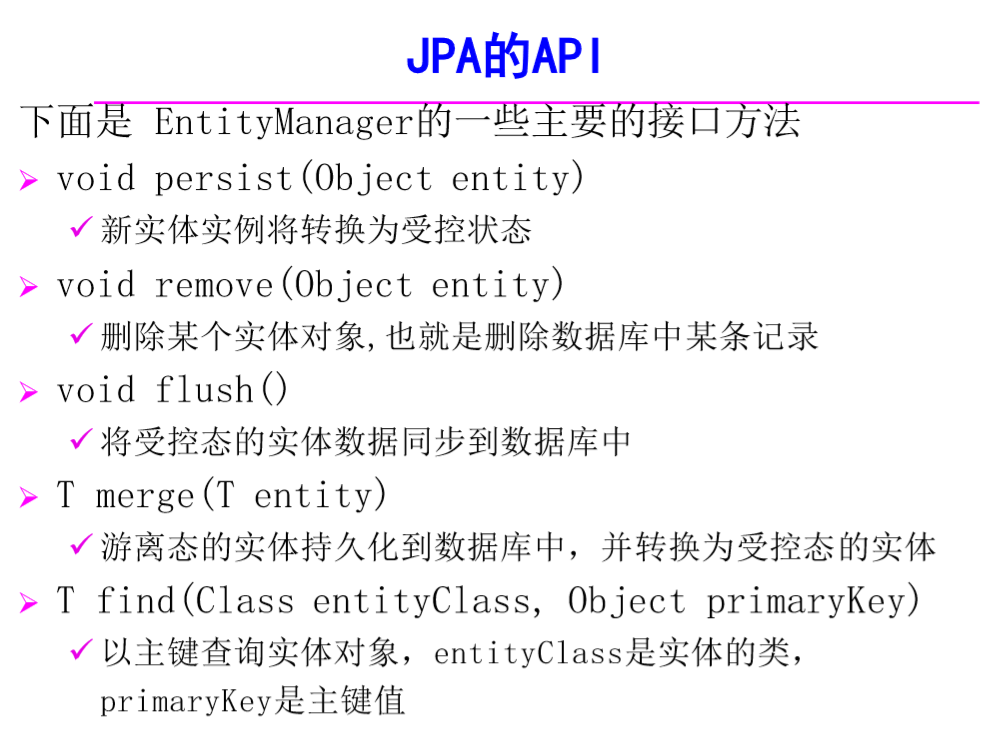 JPA的API
下面是 EntityManager的一些主要的接口方法
void persist(Object entity)
新实体实例将转换为受控状态
void remove(Object entity)
删除某个实体对象,也就是删除数据库中某条记录
void flush()
将受控态的实体数据同步到数据库中
T merge(T entity)
游离态的实体持久化到数据库中，并转换为受控态的实体
T find(Class entityClass, Object primaryKey)
以主键查询实体对象，entityClass是实体的类，
primaryKey是主键值